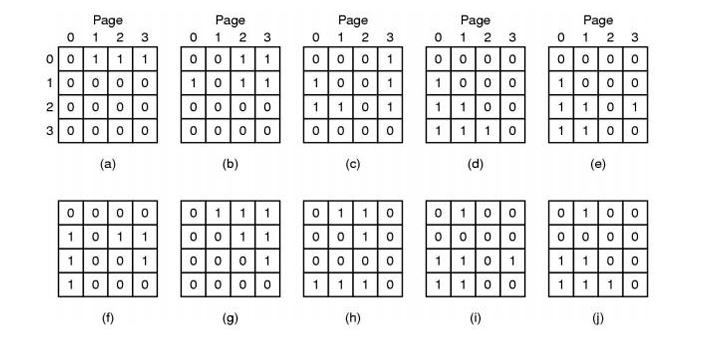 Page Page Page Page Page
0 1 2 3 0 1 2 3 0 1 2 3 0 1 2 3 0 1 2 3
0 0 1 1 1 0 0 1 1 0 0 0 1 0 0 0 0 0 0 0 0
1 0 0 0 0 1 0 1 1 1 0 0 1 1 0 0 0 1 0 0 0
2 0 0 0 0 0 0 0 0 1 1 0 1 1 1 0 0 1 1 0 1
3 0 0 0 0 0 0 0 0 0 0 0 0 1 1 1 0 1 1 0 0
(a) (b) (c) (d) (e)
0 0 0 0 0 1 1 1 0 1 1 0 0 1 0 0 0 1 0 0
1 0 1 1 0 0 1 1 0 0 1 0 0 0 0 0 0 0 0 0
1 0 0 1 0 0 0 1 0 0 0 0 1 1 0 1 1 1 0 0
1 0 0 0 0 0 0 0 1 1 1 0 1 1 0 0 1 1 1 0
(f) (g) (h) (i) (j)